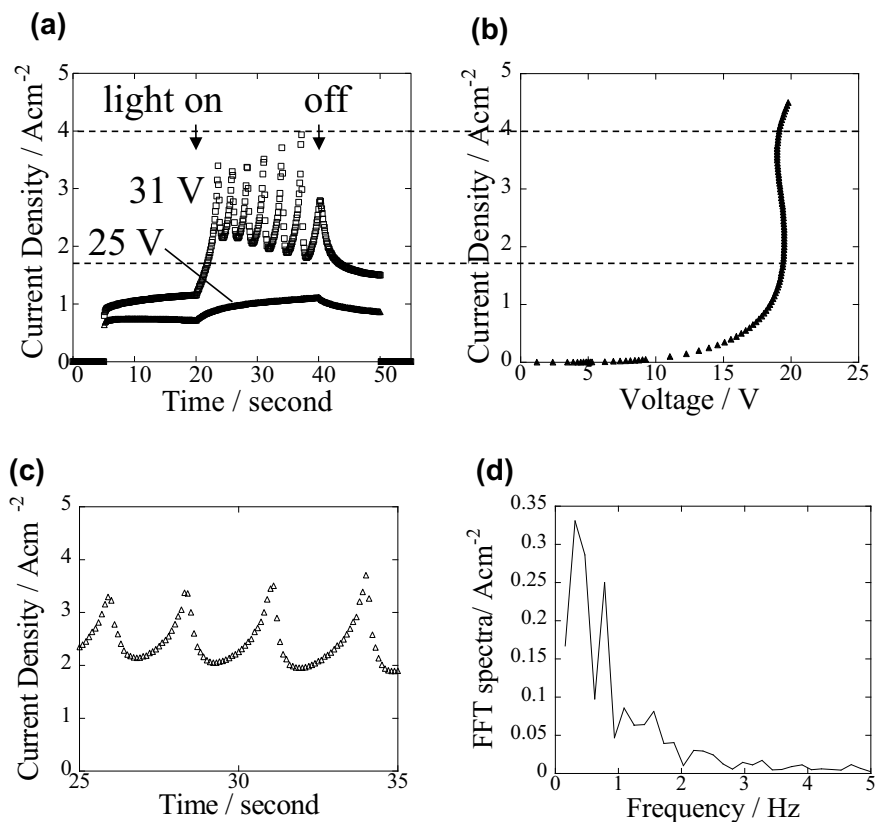 (a)
Current Density / Acm-2
5
4
3
2
1
0
light on
off
31 V
25 V
0 10 20 30 40 50
Time / second
(b)
Current Density / Acm-2
5
4
3
2
1
0
0 5 10 15 20 25
Voltage / V
(c)
Current Density / Acm-2
5
4
3
2
1
0
25 30 35
Time / second
(d)
FFT spectra/ Acm-2
0.35
0.3
0.25
0.2
0.15
0.1
0.05
0
0 1 2 3 4 5
Frequency / Hz